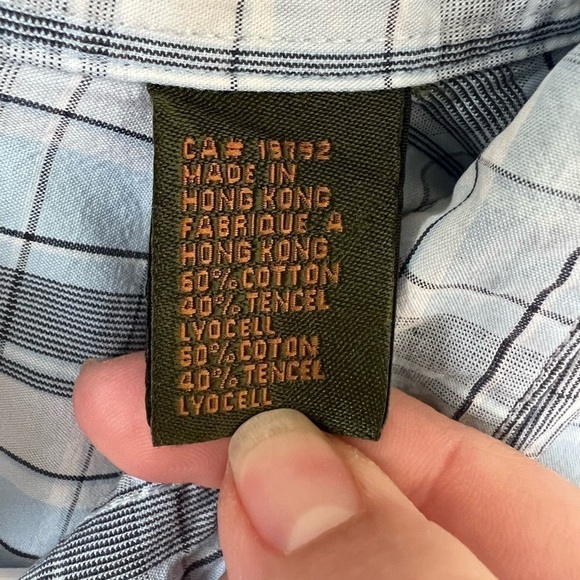 CA# 19792
MADE IN
HONG KONG
FABRIQUE A
HONG KONG
60% COTTON
40% TENCEL
LYOCELL
60% COTON
40% TENCEL
LYOCELL